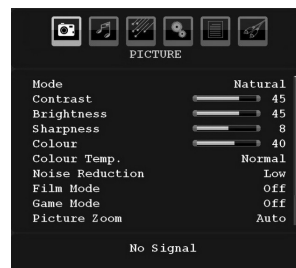 PICTURE
Mode Natural
Contrast 45
Brightness 45
Sharpness 8
Colour 40
Colour Temp. Normal
Noise Reduction Low
Film Mode Off
Game Mode Off
Picture Zoom Auto
No Signal